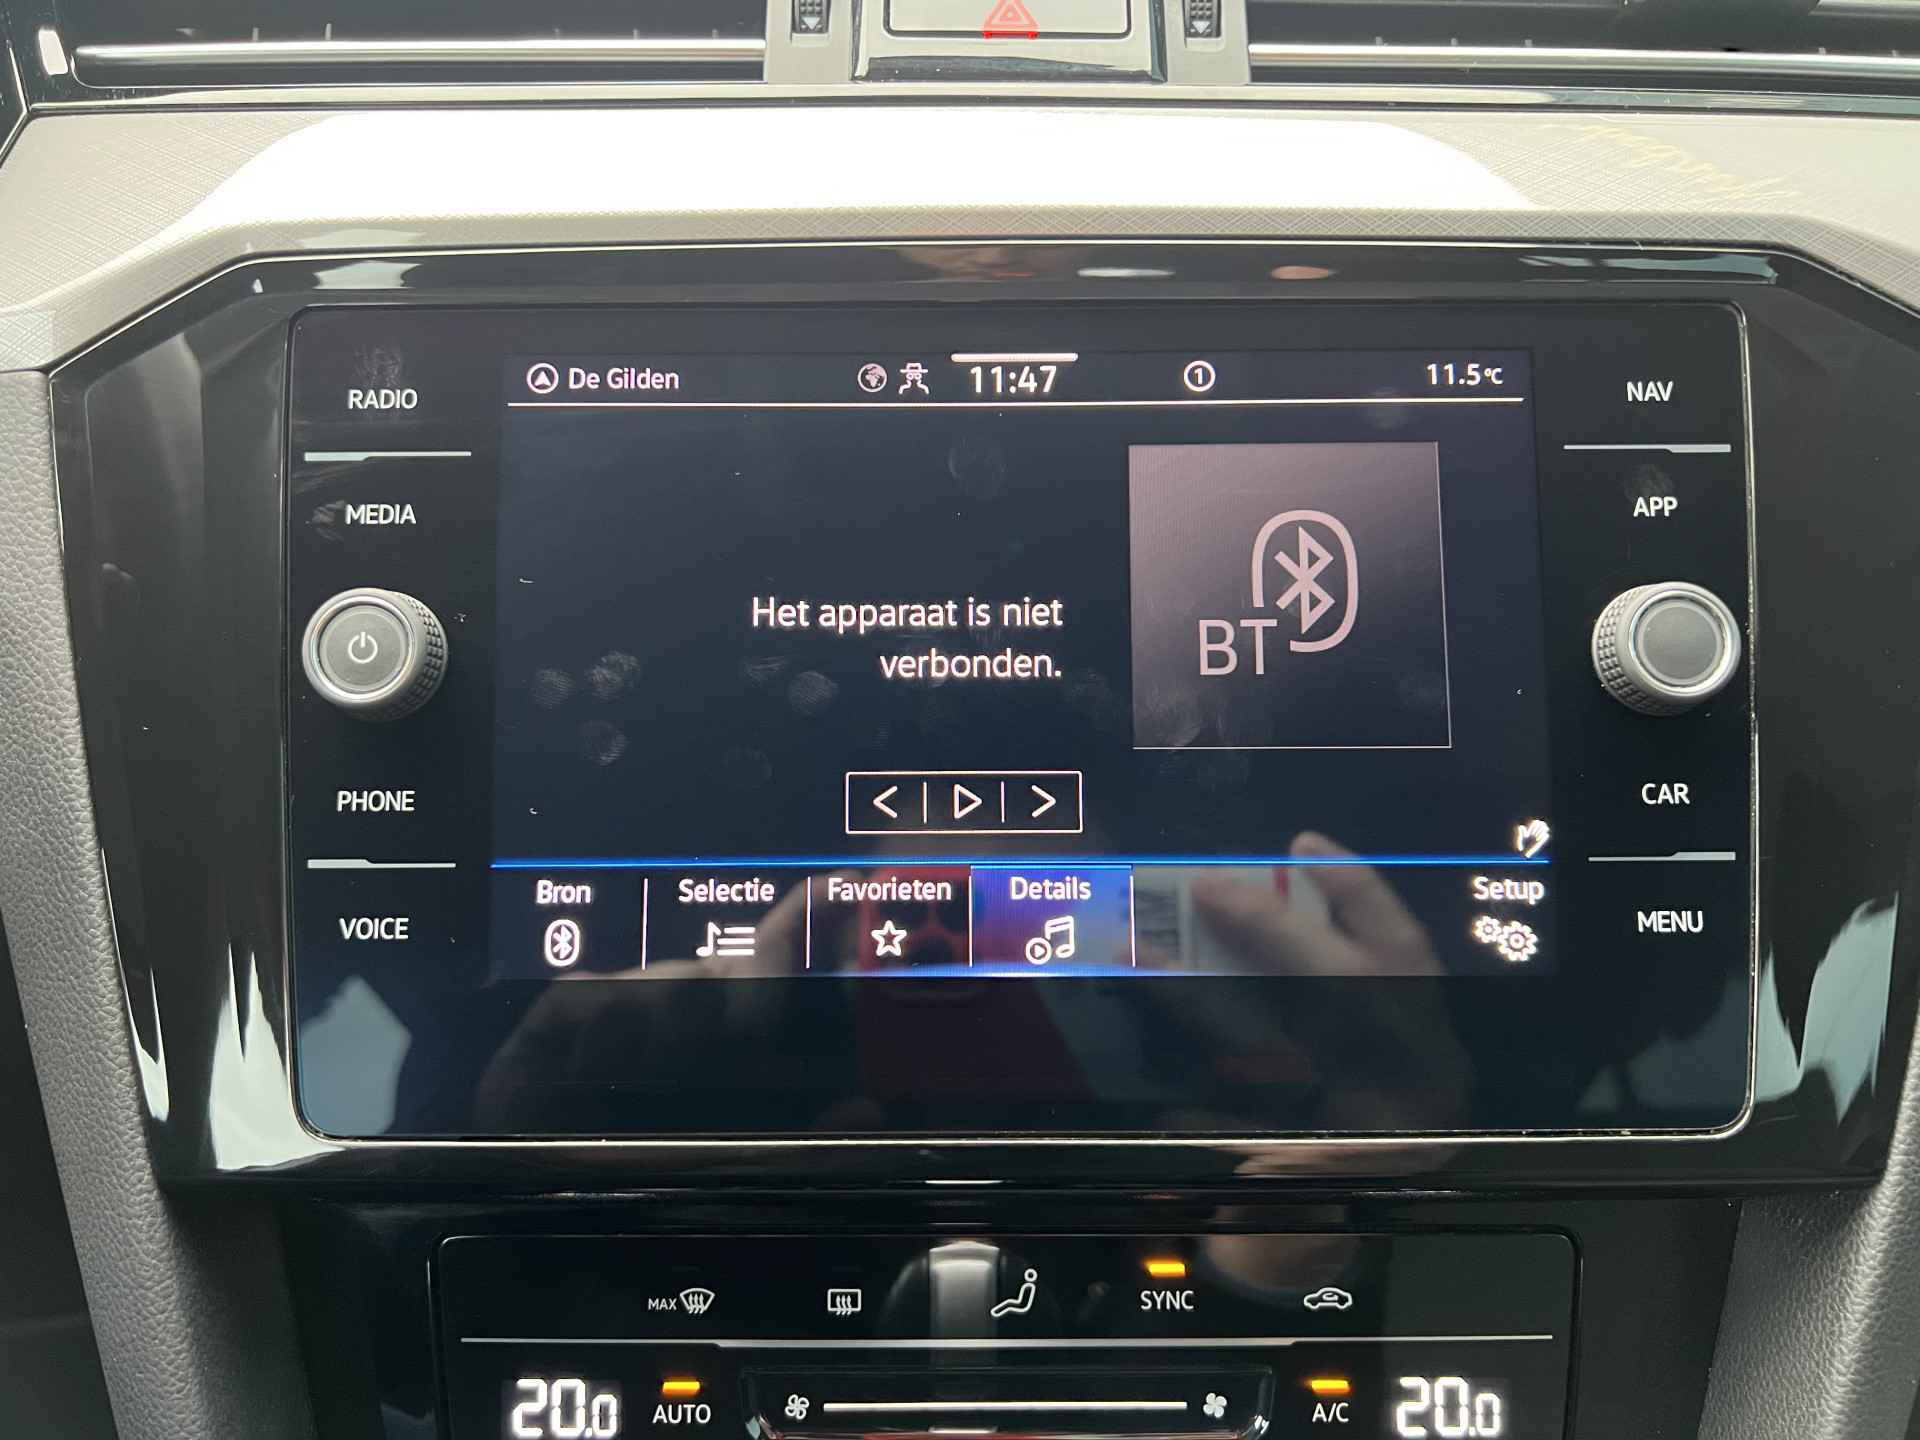 De Gilden 11:47 1 11.5°C
RADIO
NAV
MEDIA
APP
Het apparaat is niet
verbonden.
BT
PHONE
CAR
Bron Selectie Favorieten Details Setup
VOICE
MENU
MAX SYNC
20.0 AUTO A/C 20.0